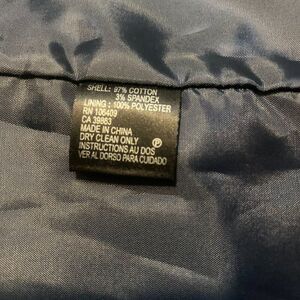 SHELL: 97% COTTON
3% SPANDEX
LINING : 100% POLYESTER
RN 106409
CA 39863
MADE IN CHINA
DRY CLEAN ONLY
INSTRUCTIONS AU DOS
VER AL DORSO PARA CUIDADO
P